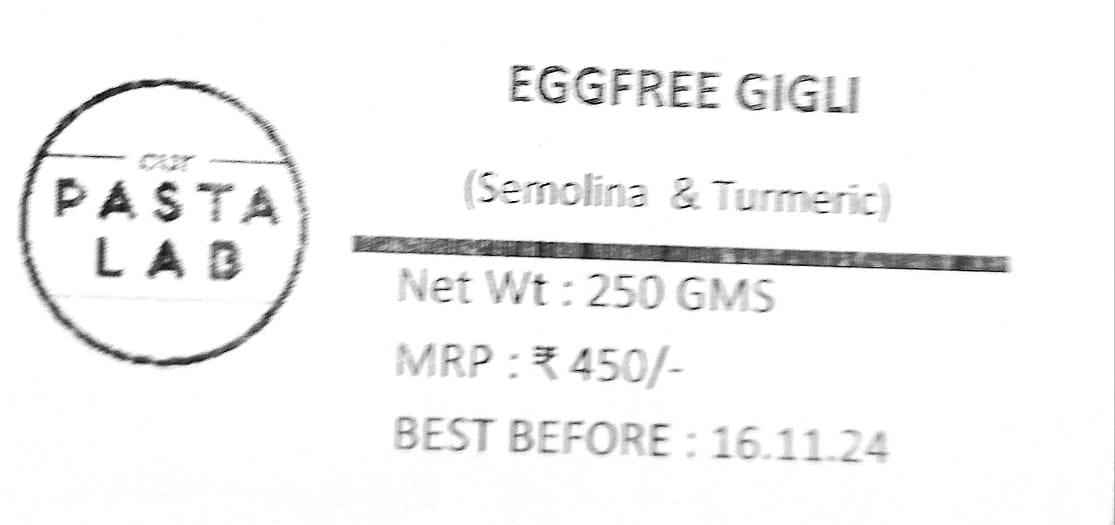 OUR
PASTA
LAB
EGGFREE GIGLI
(Semolina & Turmeric)
Net Wt : 250 GMS
MRP : ₹ 450/-
BEST BEFORE : 16.11.24